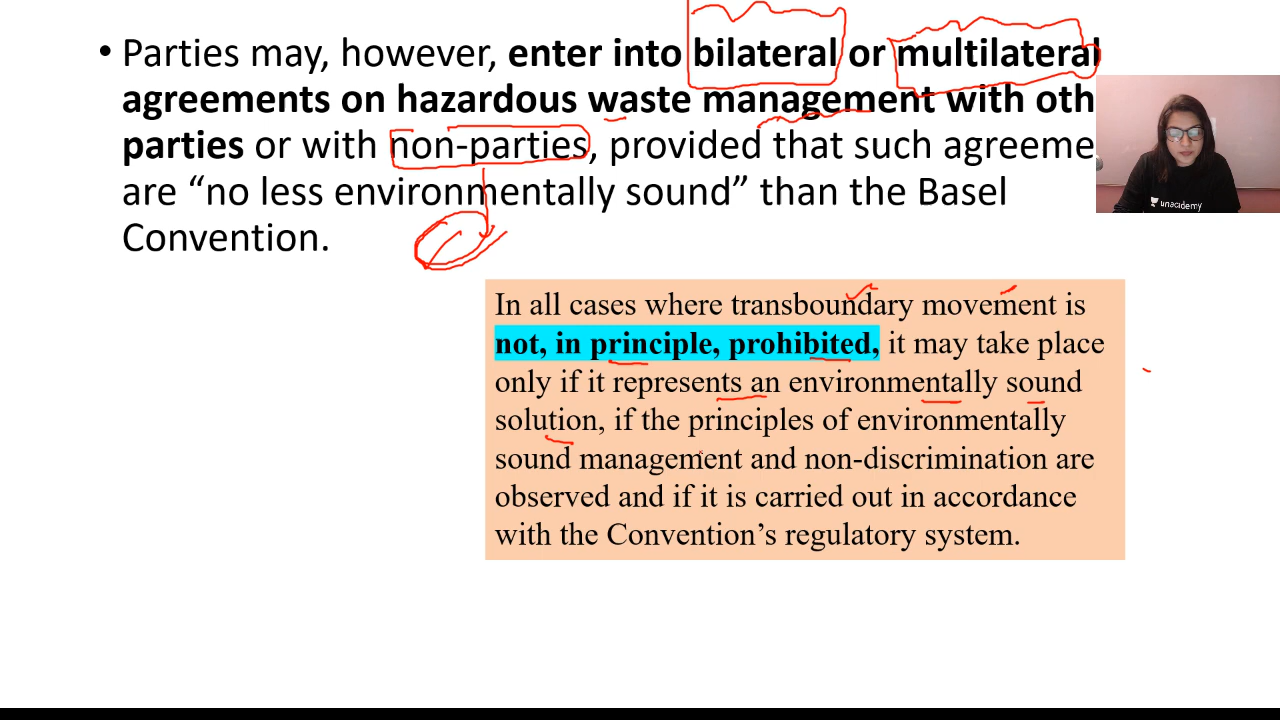 • Parties may, however, enter into bilateral or multilateral
agreements on hazardous waste management with oth
parties or with non-parties, provided that such agreeme
are “no less environmentally sound” than the Basel
Convention.
unacademy
In all cases where transboundary movement is
not, in principle, prohibited, it may take place
only if it represents an environmentally sound
solution, if the principles of environmentally
sound management and non-discrimination are
observed and if it is carried out in accordance
with the Convention’s regulatory system.